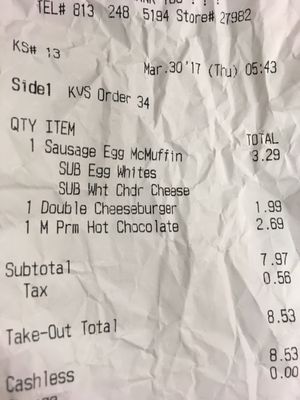 TEL# 813 248 5194 Store# 27982
KS# 13
Mar.30'17 (Thu) 05:43
Side1 KVS Order 34
QTY ITEM TOTAL
1 Sausage Egg McMuffin 3.29
SUB Egg Whites
SUB Wht Chdr Cheese
1 Double Cheeseburger 1.99
1 M Prm Hot Chocolate 2.69
Subtotal 7.97
Tax 0.56
Take-Out Total 8.53
Cashless 8.53
0.00